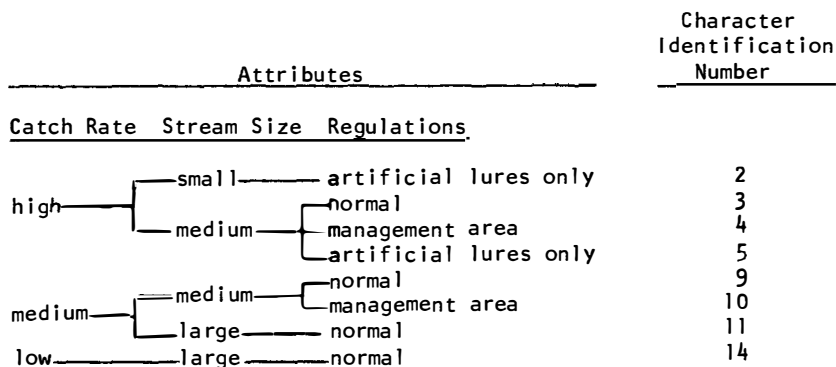 Character
Identification
Attributes Number
Catch Rate Stream Size Regulations
small artificial lures only 2
high normal 3
medium management area 4
artificial lures only 5
normal 9
medium management area 10
medium
large normal 11
low large normal 14